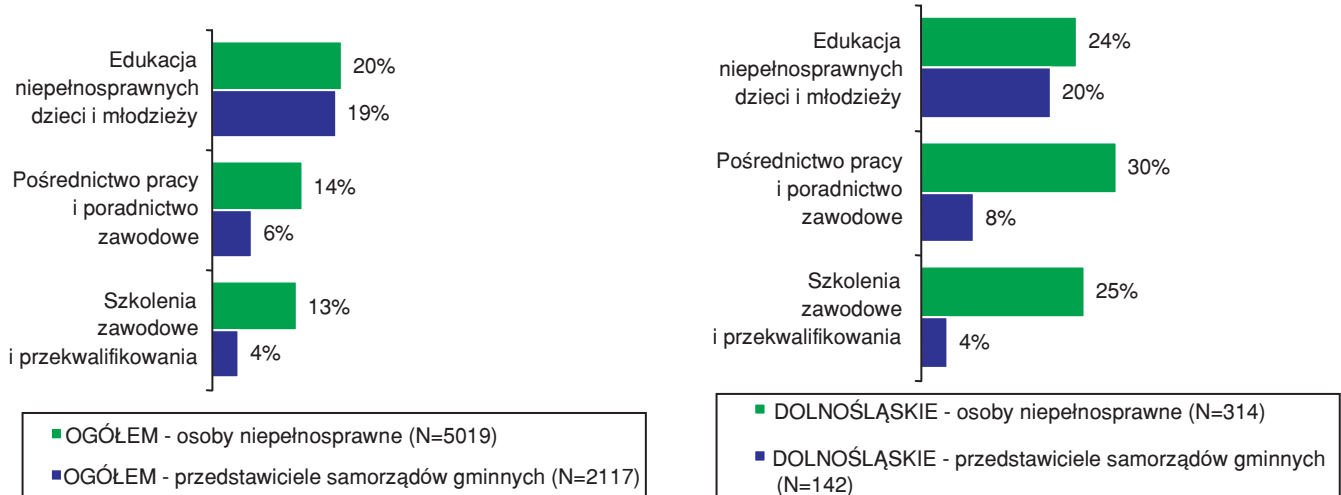 Edukacja
niepełnosprawnych
dzieci i młodzieży
20%
19%
Pośrednictwo pracy
i poradnictwo
zawodowe
14%
6%
Szkolenia
zawodowe
i przekwalifikowania
13%
4%
OGÓŁEM - osoby niepełnosprawne (N=5019)
OGÓŁEM - przedstawiciele samorządów gminnych (N=2117)
Edukacja
niepełnosprawnych
dzieci i młodzieży
24%
20%
Pośrednictwo pracy
i poradnictwo
zawodowe
30%
8%
Szkolenia
zawodowe
i przekwalifikowania
25%
4%
DOLNOŚLĄSKIE - osoby niepełnosprawne (N=314)
DOLNOŚLĄSKIE - przedstawiciele samorządów gminnych
(N=142)